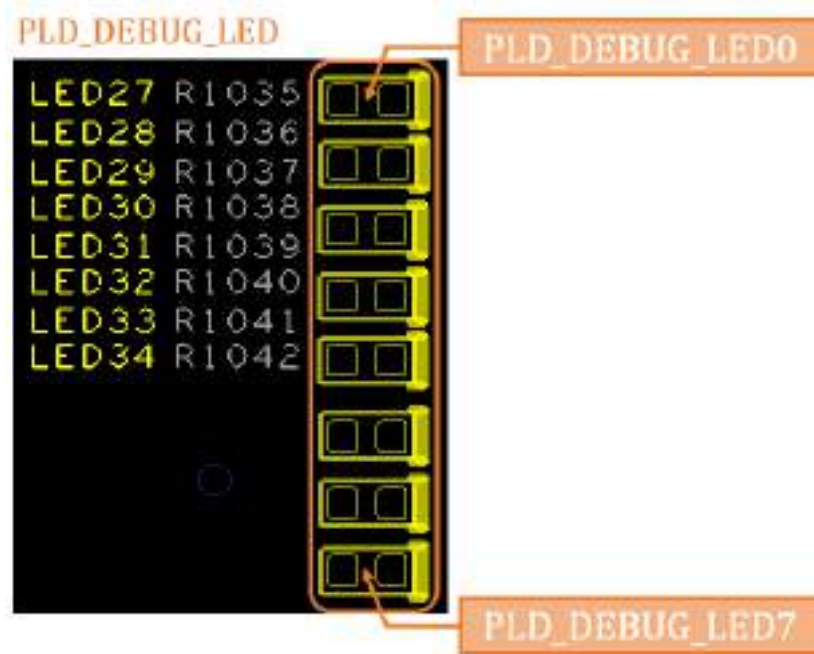 PLD_DEBUG_LED
PLD_DEBUG_LED0
LED27 R1035
LED28 R1036
LED29 R1037
LED30 R1038
LED31 R1039
LED32 R1040
LED33 R1041
LED34 R1042
PLD_DEBUG_LED7